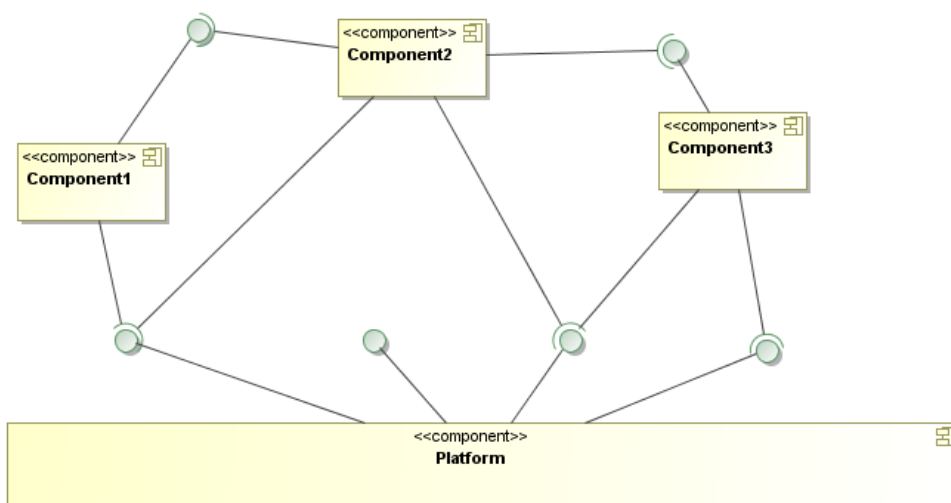 <<component>>
Component2
<<component>>
Component3
<<component>>
Component1
<<component>>
Platform